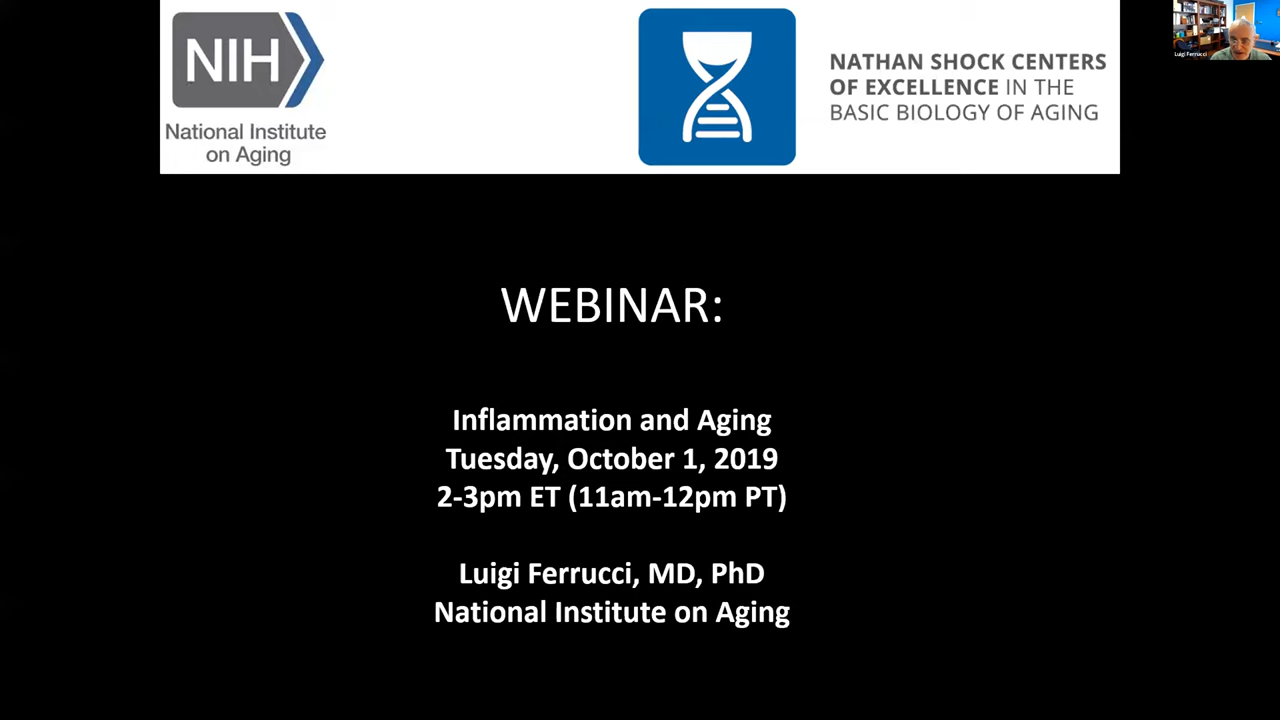 NIH
National Institute
on Aging
NATHAN SHOCK CENTERS
OF EXCELLENCE IN THE
BASIC BIOLOGY OF AGING
Luigi Ferrucci
WEBINAR:
Inflammation and Aging
Tuesday, October 1, 2019
2-3pm ET (11am-12pm PT)
Luigi Ferrucci, MD, PhD
National Institute on Aging